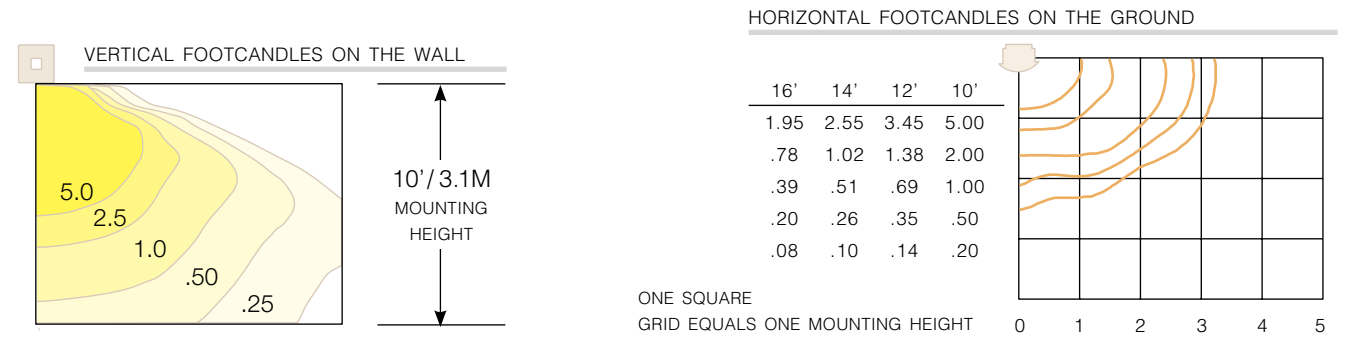 VERTICAL FOOTCANDLES ON THE WALL
5.0
2.5
1.0
.50
.25
10’/3.1M
MOUNTING
HEIGHT
HORIZONTAL FOOTCANDLES ON THE GROUND
16’ 14’ 12’ 10’
1.95 2.55 3.45 5.00
.78 1.02 1.38 2.00
.39 .51 .69 1.00
.20 .26 .35 .50
.08 .10 .14 .20
ONE SQUARE
GRID EQUALS ONE MOUNTING HEIGHT
0 1 2 3 4 5